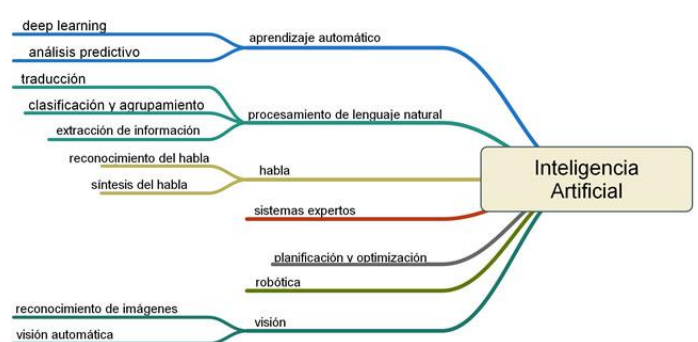 deep learning
aprendizaje automático
análisis predictivo
traducción
clasificación y agrupamiento
procesamiento de lenguaje natural
extracción de información
reconocimiento del habla
habla
síntesis del habla
Inteligencia
Artificial
sistemas expertos
planificación y optimización
robótica
reconocimiento de imágenes
visión
visión automática